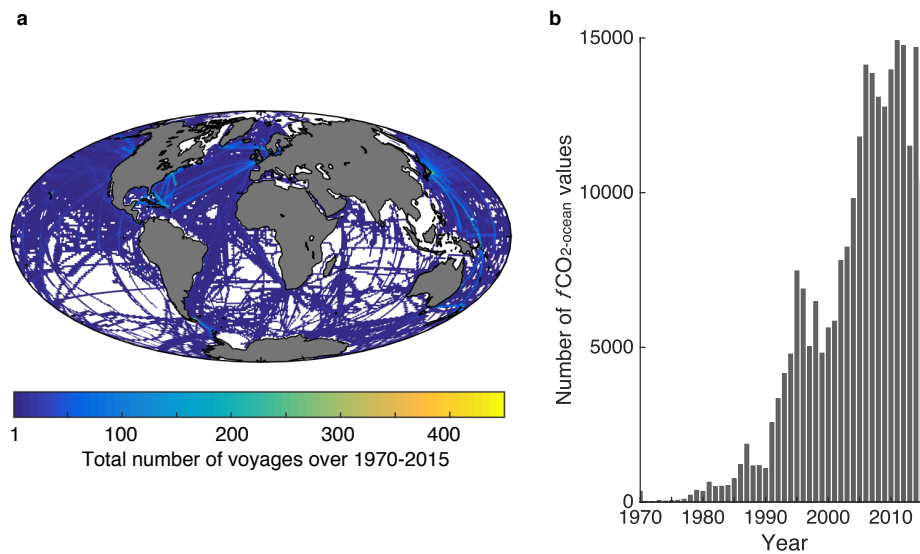 a
1
100
200
300
400
Total number of voyages over 1970-2015
b
Number of fCO2-ocean values
15000
10000
5000
0
1970
1980
1990
2000
2010
Year